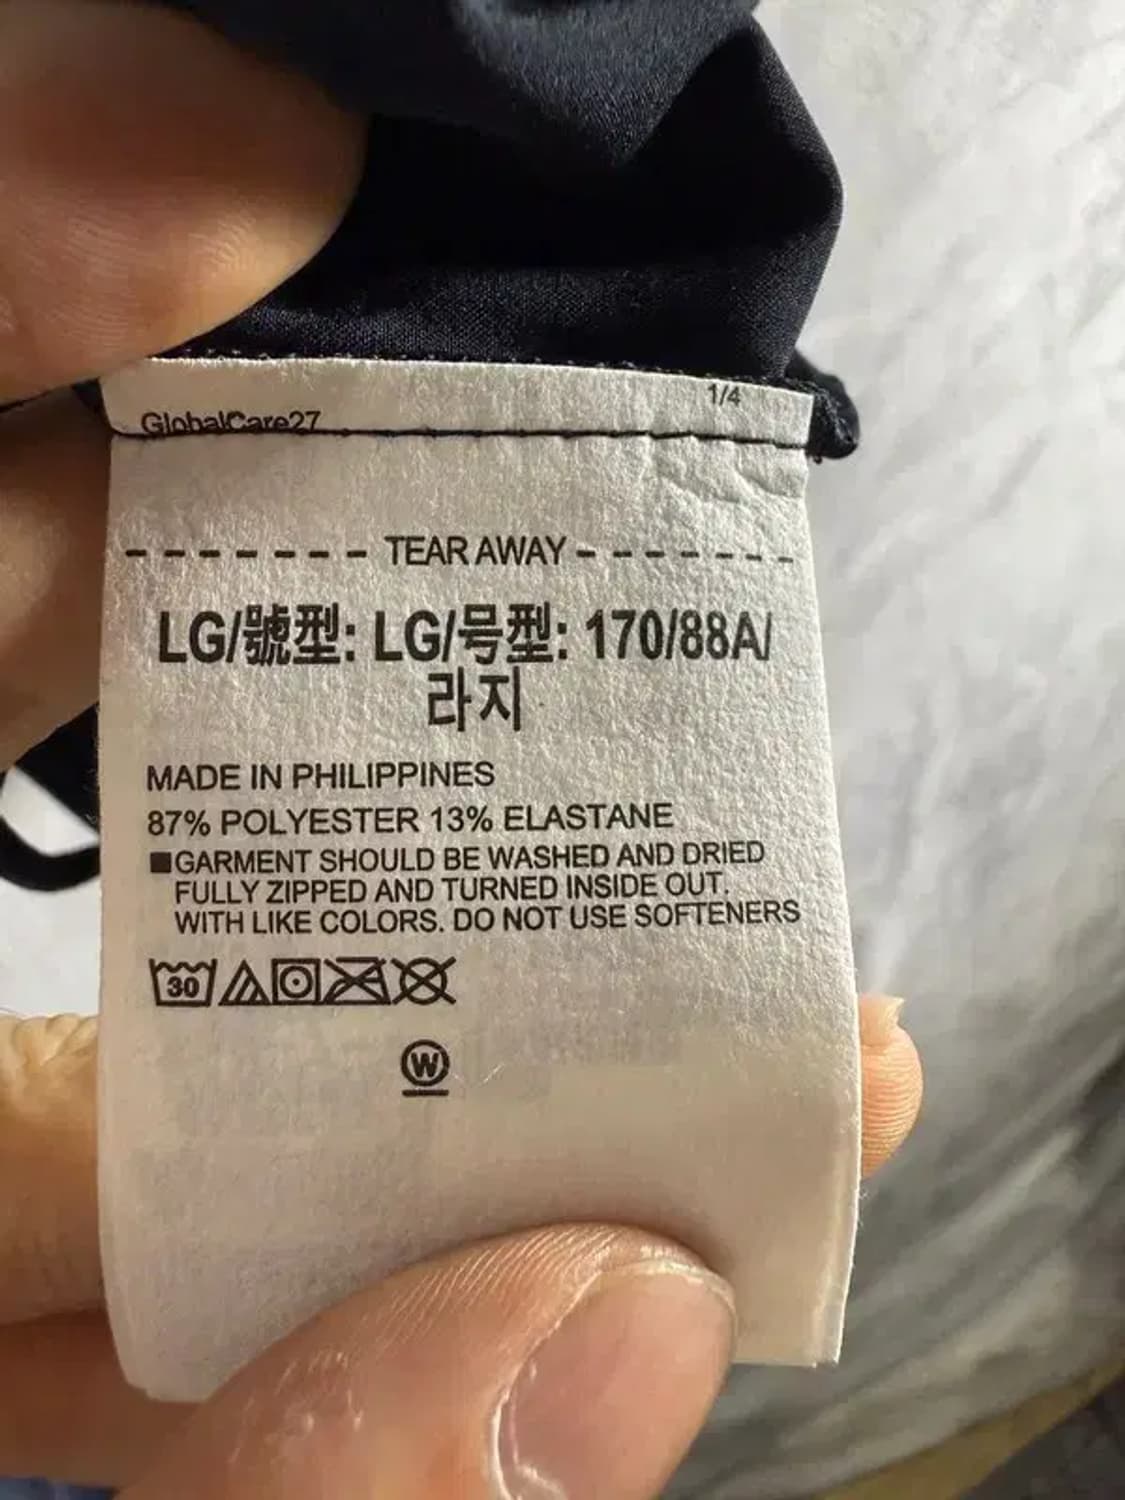 1/4
GlobalCare27
- - - - - - - TEAR AWAY - - - - - - -
LG/號型: LG/号型: 170/88A/
라지
MADE IN PHILIPPINES
87% POLYESTER 13% ELASTANE
■GARMENT SHOULD BE WASHED AND DRIED
FULLY ZIPPED AND TURNED INSIDE OUT.
WITH LIKE COLORS. DO NOT USE SOFTENERS
30
W